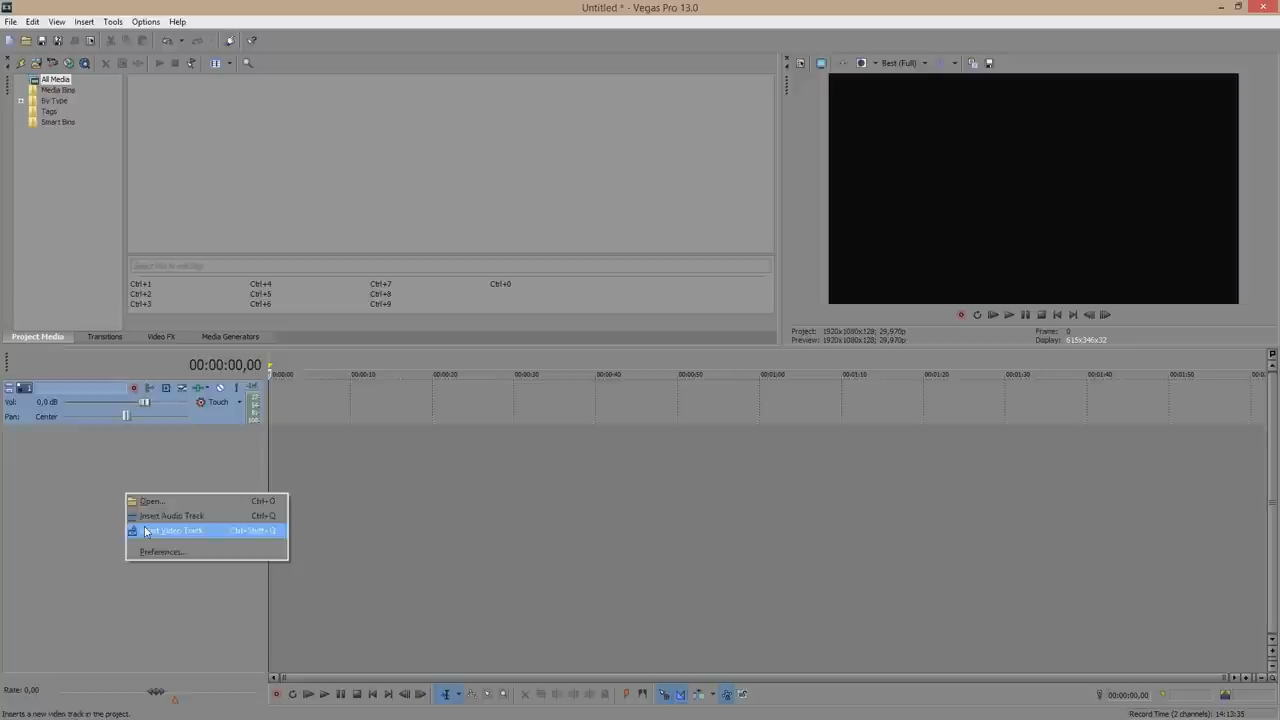 Untitled * - Vegas Pro 13.0
File Edit View Insert Tools Options Help
All Media
Media Bins
By Type
Tags
Smart Bins
Best (Full)
Ctrl+1 Ctrl+4 Ctrl+7 Ctrl+0
Ctrl+2 Ctrl+5 Ctrl+8
Ctrl+3 Ctrl+6 Ctrl+9
Project: 1920x1080x128; 29,970p Frame: 0
Preview: 1920x1080x128; 29,970p Display: 615x346x32
Project Media Transitions Video FX Media Generators
00:00:00,00
00:00:10 00:00:20 00:00:30 00:00:40 00:00:50 00:01:00 00:01:10 00:01:20 00:01:30 00:01:40 00:01:50
Vol: 0,0 dB Touch
Pan: Center
Open... Ctrl+O
Insert Audio Track Ctrl+Q
Video Track Ctrl+Shift+Q
Preferences...
Rate: 0,00
00:00:00,00
Inserts a new video track in the project. Record Time (2 channels): 14:13:35